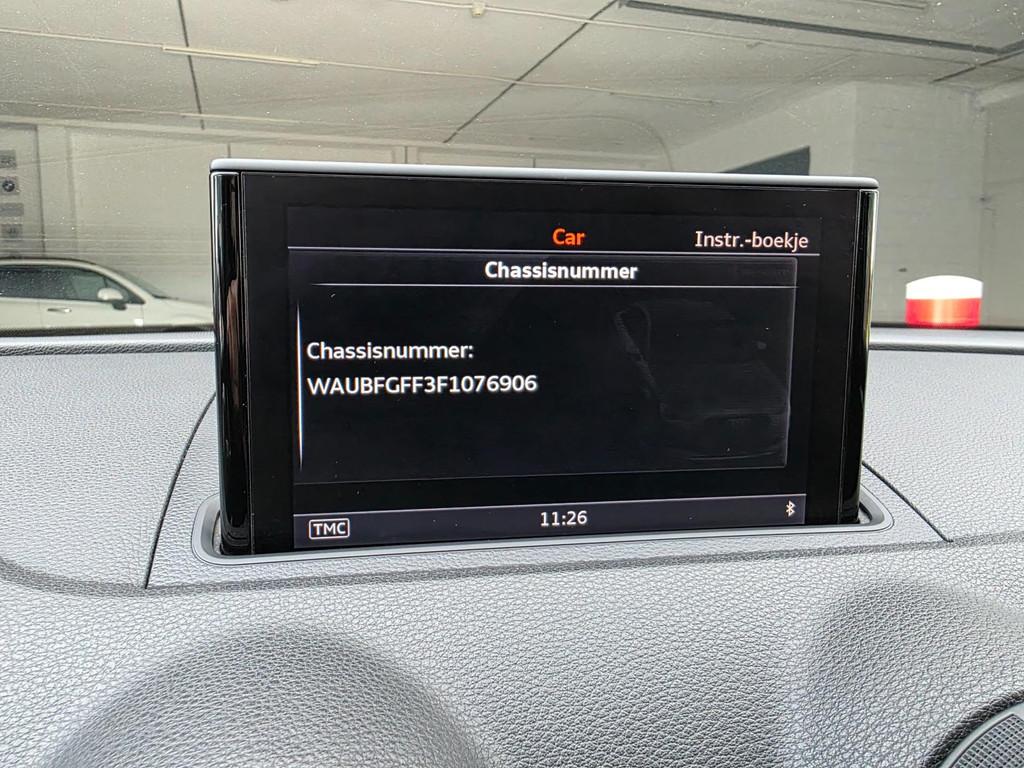 Car
Instr.-boekje
Chassisnummer
Chassisnummer:
WAUBFGFF3F1076906
TMC
11:26